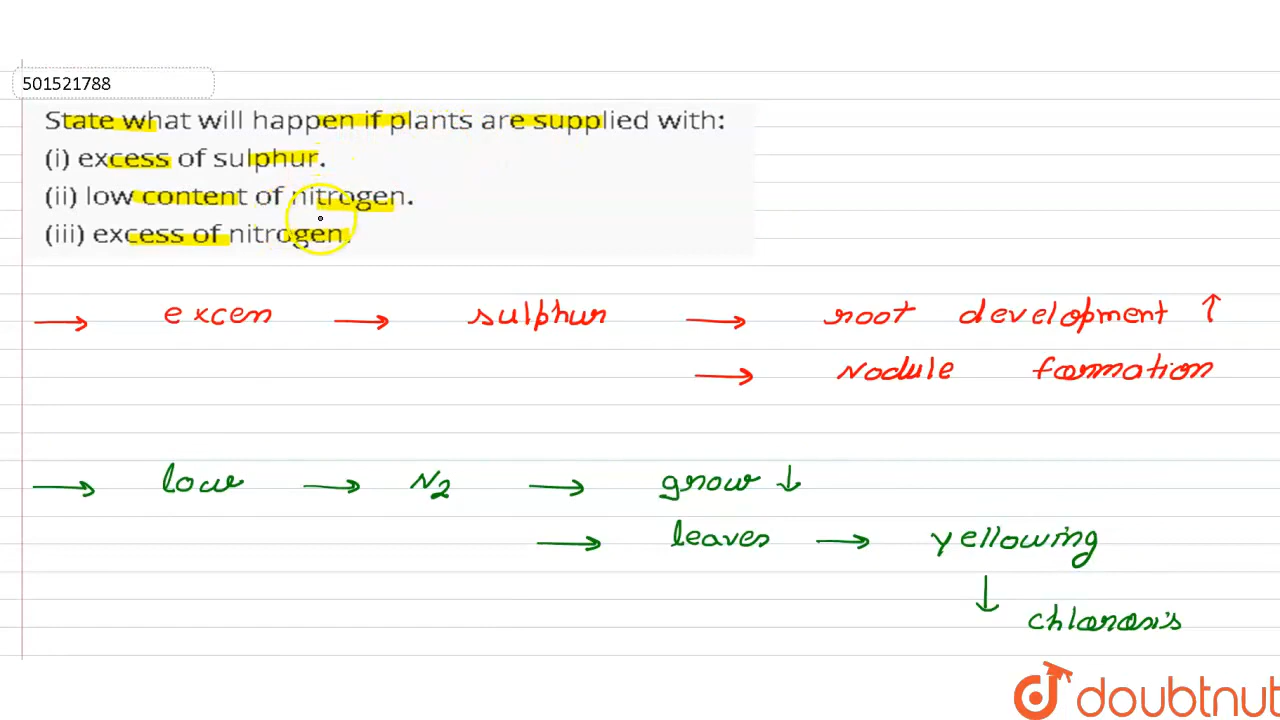 501521788
State what will happen if plants are supplied with:
(i) excess of sulphur.
(ii) low content of nitrogen.
(iii) excess of nitrogen.
→ excess → sulphur → root development ↑
→ Nodule formation
→ low → N2 → grow ↓
→ leaves → yellowing
↓ chlorosis
doubtnut